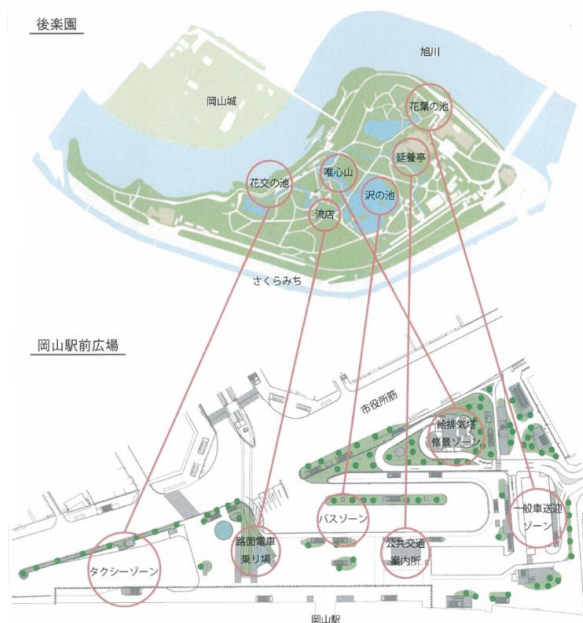 後楽園
旭川
岡山城
花葉の池
延養亭
唯心山
花交の池
沢の池
流店
さくらみち
岡山駅前広場
市役所筋
給排気塔
修景ゾーン
バスゾーン
一般車送迎
ゾーン
路面電車
乗り場
公共交通
案内所
タクシーゾーン
岡山駅